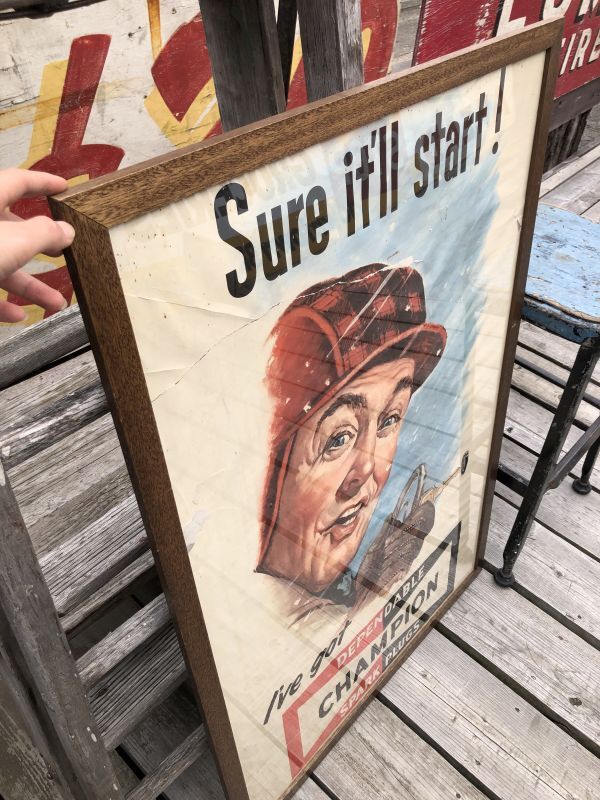 Sure it'll start!
I've got
DEPENDABLE
CHAMPION
SPARK PLUGS